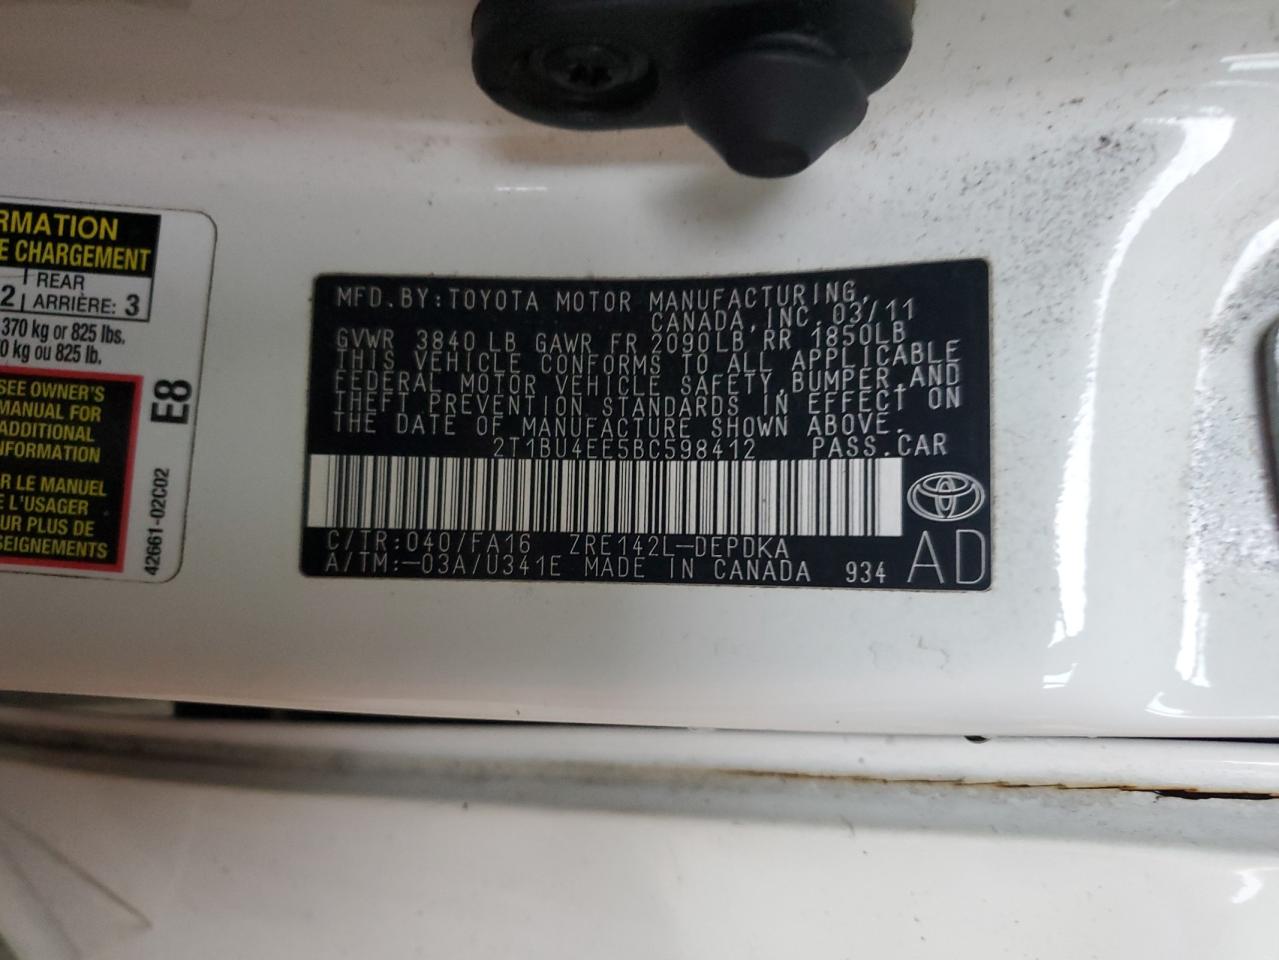 RMATION
E CHARGEMENT
2 REAR
ARRIÈRE: 3
370 kg or 825 lbs.
0 kg ou 825 lb.
SEE OWNER'S
MANUAL FOR
ADDITIONAL
NFORMATION
R LE MANUEL
E L'USAGER
UR PLUS DE
SEIGNEMENTS
E8
42661-02C02
MFD.BY:TOYOTA MOTOR MANUFACTURING,
CANADA,INC. 03/11
GVWR 3840 LB GAWR FR 2090LB RR 1850LB
THIS VEHICLE CONFORMS TO ALL APPLICABLE
FEDERAL MOTOR VEHICLE SAFETY,BUMPER,AND
THEFT PREVENTION STANDARDS IN EFFECT ON
THE DATE OF MANUFACTURE SHOWN ABOVE.
2T1BU4EE5BC598412 PASS.CAR
C/TR:040/FA16 ZRE142L-DEPDKA
A/TM:-03A/U341E MADE IN CANADA 934 AD